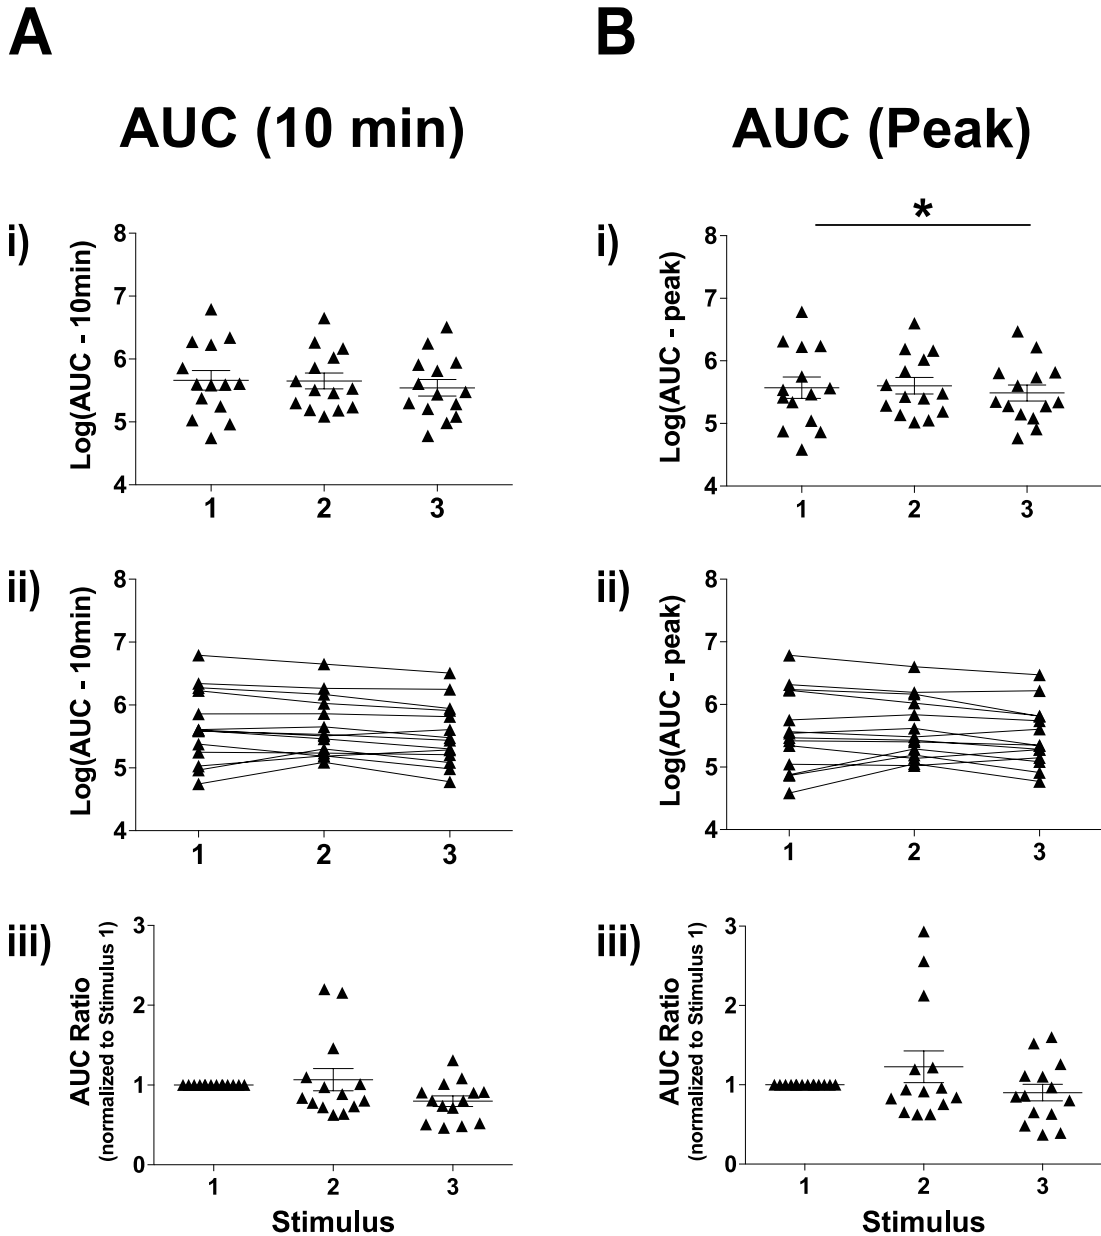 A
B
AUC (10 min)
AUC (Peak)
i)
Log(AUC - 10min)
8
7
6
5
4
1 2 3
i)
Log(AUC - peak)
*
8
7
6
5
4
1 2 3
ii)
Log(AUC - 10min)
8
7
6
5
4
1 2 3
ii)
Log(AUC - peak)
8
7
6
5
4
1 2 3
iii)
AUC Ratio
(normalized to Stimulus 1)
3
2
1
0
1 2 3
Stimulus
iii)
AUC Ratio
(normalized to Stimulus 1)
3
2
1
0
1 2 3
Stimulus